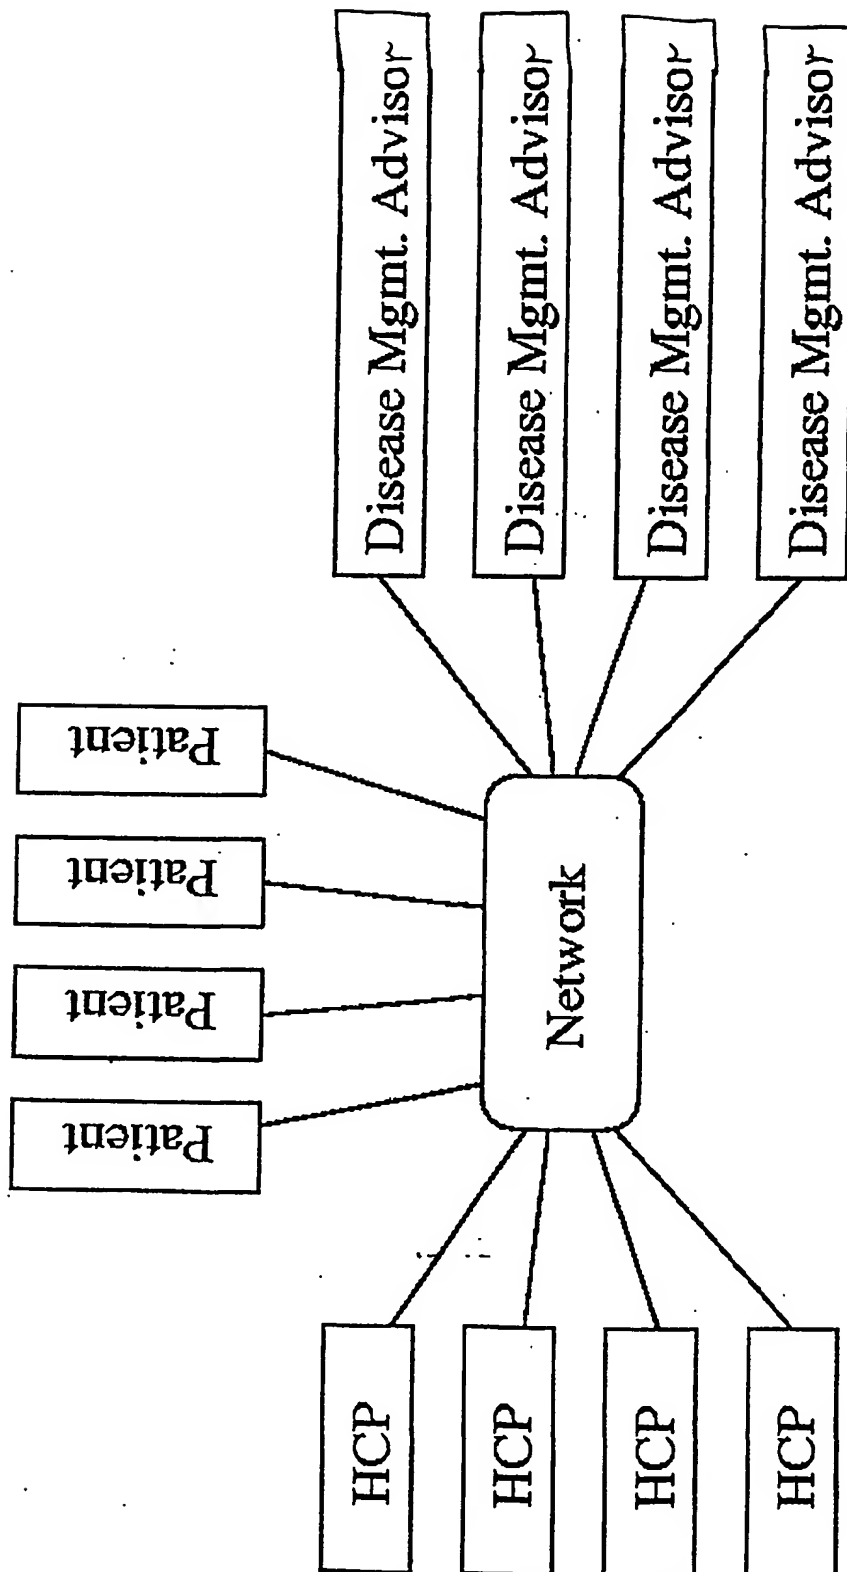 Patient
Patient
Patient
Patient
HCP
HCP
HCP
HCP
Network
Disease Mgmt. Advisor
Disease Mgmt. Advisor
Disease Mgmt. Advisor
Disease Mgmt. Advisor